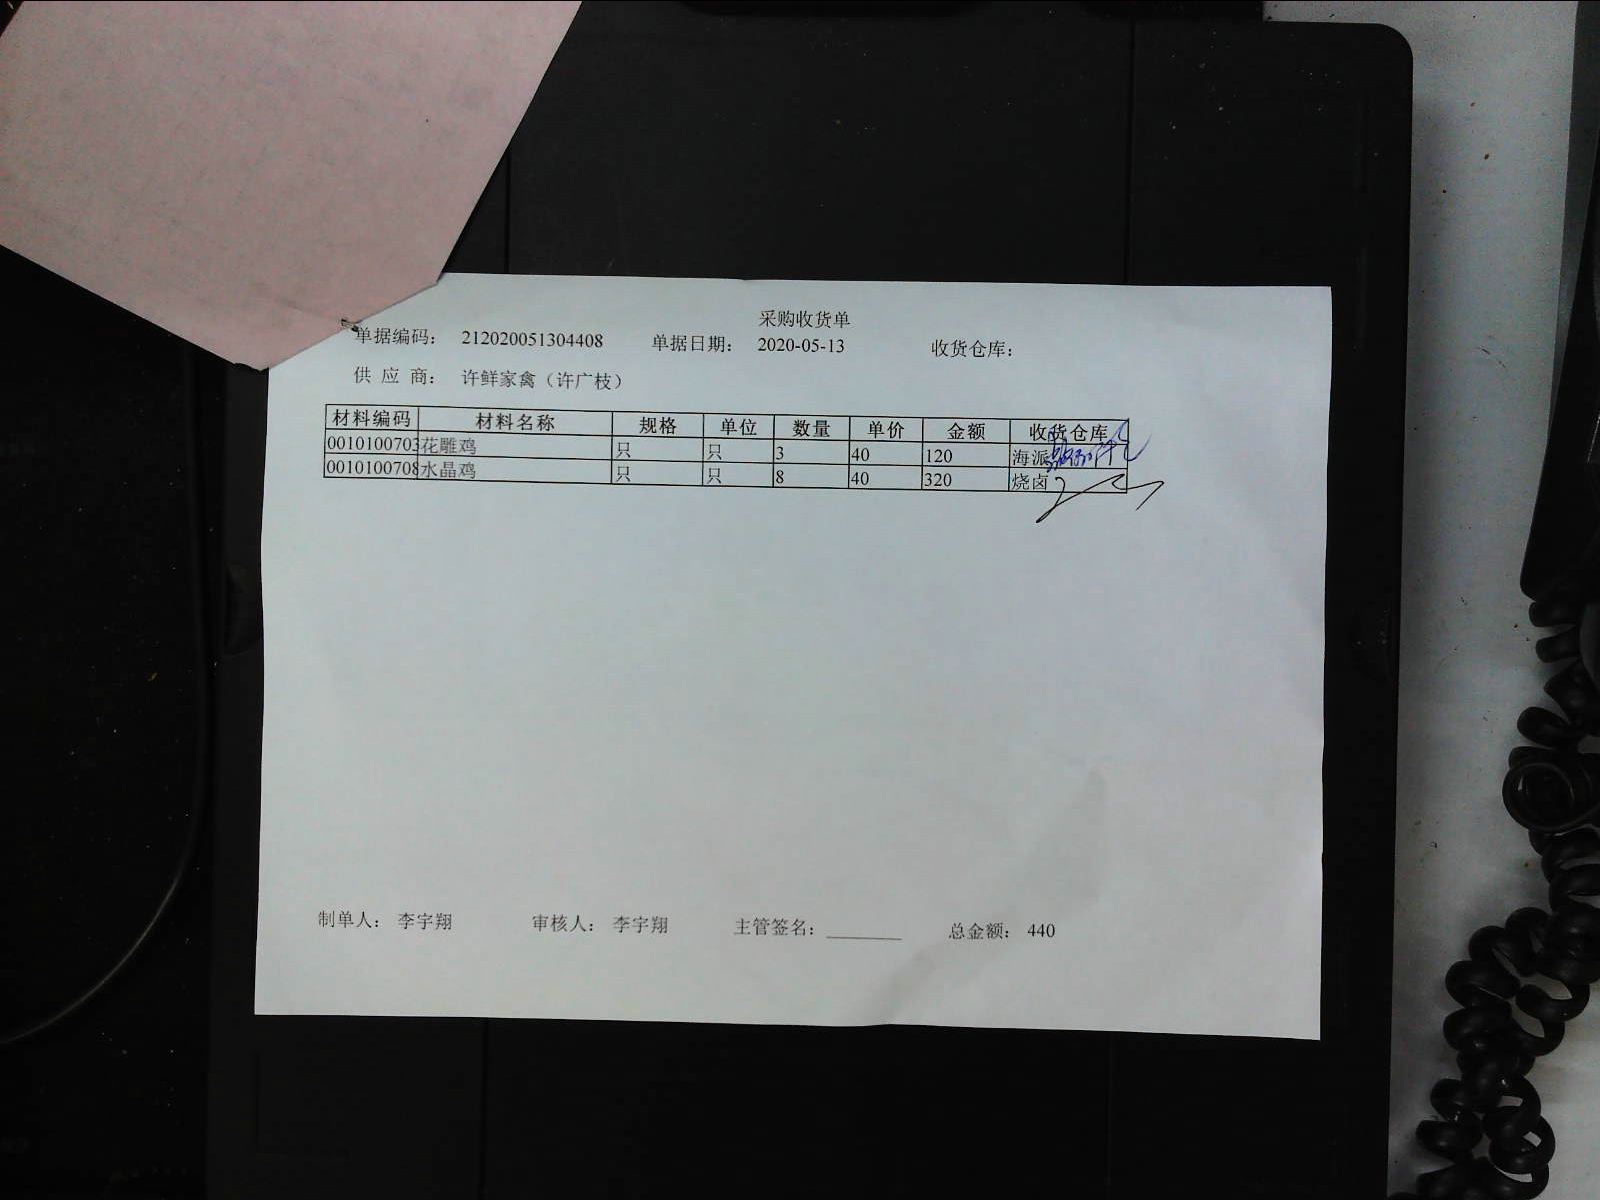 采购收货单
单据编码： 212020051304408 单据日期： 2020-05-13 收货仓库：
供 应 商： 许鲜家禽（许广枝）
材料编码 材料名称 规格 单位 数量 单价 金额 收货仓库
0010100703 花雕鸡 只 只 3 40 120 海派
0010100708 水晶鸡 只 只 8 40 320 烧卤
制单人： 李宇翔 审核人： 李宇翔 主管签名： 总金额： 440